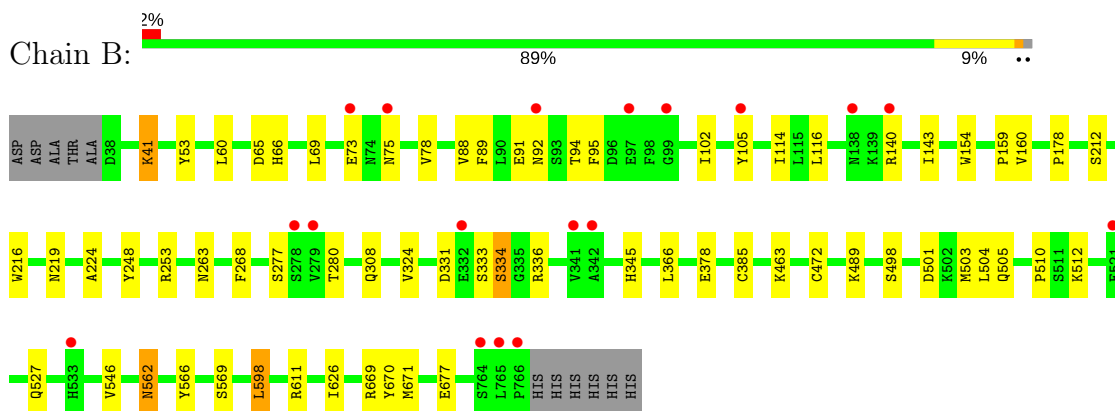 2%
Chain B:
89% 9% ••
ASP ASP ALA THR ALA D38 K41 Y53 L60 D65 H66 L69 E73 N74 N75 V78 V88 F89 L90 E91 N92 S93 T94 F95 D96 E97 F98 G99 I102 Y105 I114 L115 L116 N138 K139 R140 I143 W154 P159 V160 P178 S212
W216 N219 A224 Y248 R253 N263 F268 S277 S278 V279 T280 Q308 V324 D331 E332 S333 S334 G335 R336 V341 A342 H345 L366 E378 C385 K463 C472 K489 S498 D501 K502 M503 L504 Q505 P510 S511 K512
Q527 H533 V546 N562 Y566 S569 L598 R611 I626 R669 Y670 M671 E677 S764 L765 P766 HIS HIS HIS HIS HIS HIS